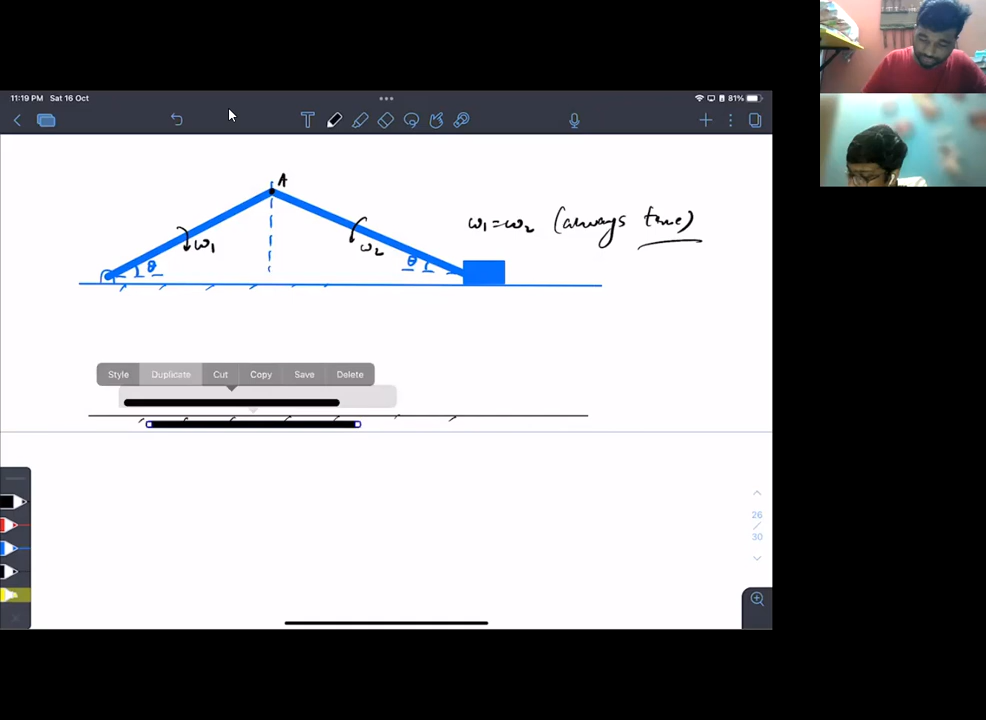 11:19 PM Sat 16 Oct
81%
A
ω₁=ω₂ (always true)
ω₁
ω₂
θ
θ
Style Duplicate Cut Copy Save Delete
26
/
30